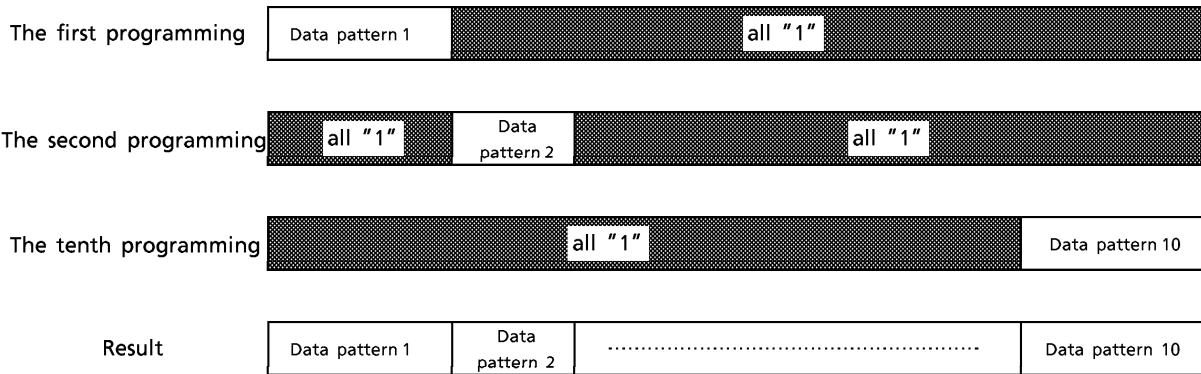 The first programming Data pattern 1 all "1"
The second programming all "1" Data pattern 2 all "1"
The tenth programming all "1" Data pattern 10
Result Data pattern 1 Data pattern 2 Data pattern 10